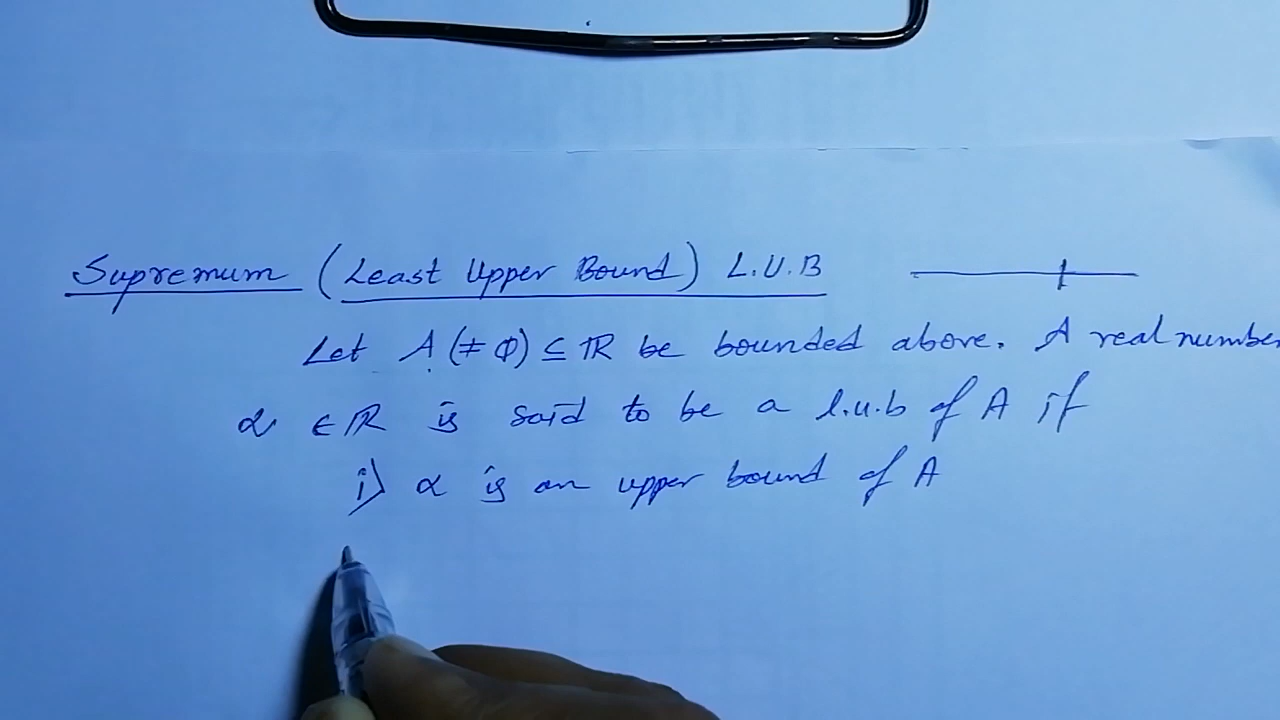 Supremum (Least Upper Bound) L.U.B
Let A (≠ ϕ) ⊆ ℝ be bounded above. A real number
α ∈ ℝ is said to be a l.u.b of A if
i) α is an upper bound of A